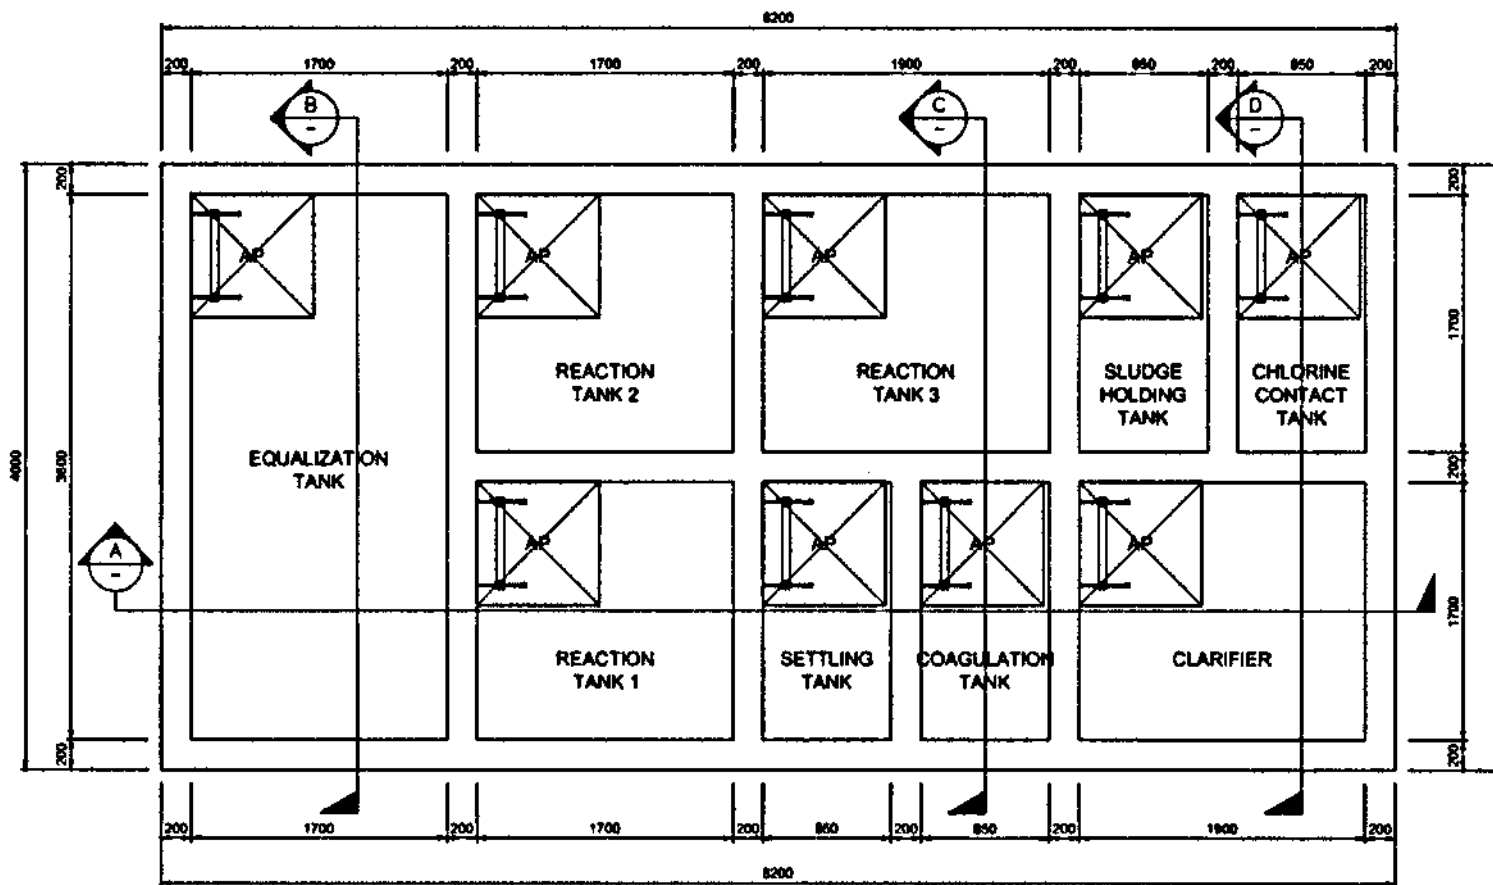 8200
200 1700 200 1700 200 1900 200 850 200 850 200
B
-
C
-
D
-
200
200
AP
AP
AP
AP
AP
REACTION
TANK 2
REACTION
TANK 3
SLUDGE
HOLDING
TANK
CHLORINE
CONTACT
TANK
1700
4000
3600
EQUALIZATION
TANK
200
A
-
AP
AP
AP
AP
REACTION
TANK 1
SETTLING
TANK
COAGULATION
TANK
CLARIFIER
1700
200
200
200 1700 200 1700 200 850 200 850 200 1900 200
8200